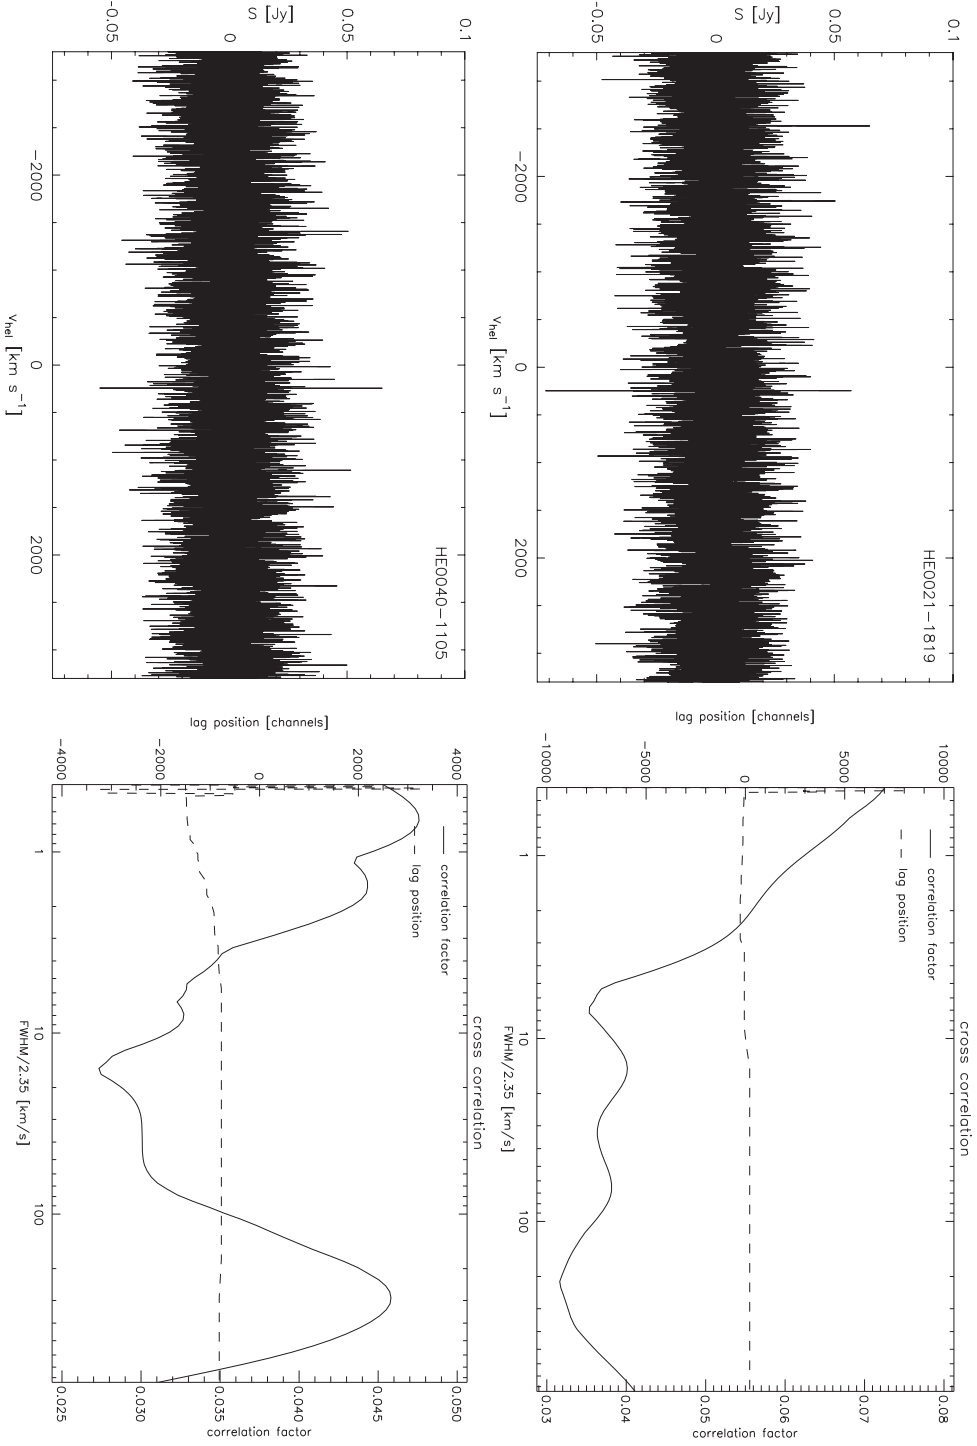 HE0021−1819
S [Jy]
0.1
0.05
0
−0.05
−2000
0
2000
v_hel [km s⁻¹]
cross correlation
lag position [channels]
10000
50000
0
−5000
−10000
correlation factor
lag position
1
10
100
FWHM/2.35 [km/s]
0.08
0.07
0.06
0.05
0.04
0.03
correlation factor
HE0040−1105
S [Jy]
0.1
0.05
0
−0.05
−2000
0
2000
v_hel [km s⁻¹]
cross correlation
lag position [channels]
4000
2000
0
−2000
−4000
correlation factor
lag position
1
10
100
FWHM/2.35 [km/s]
0.050
0.045
0.040
0.035
0.030
0.025
correlation factor